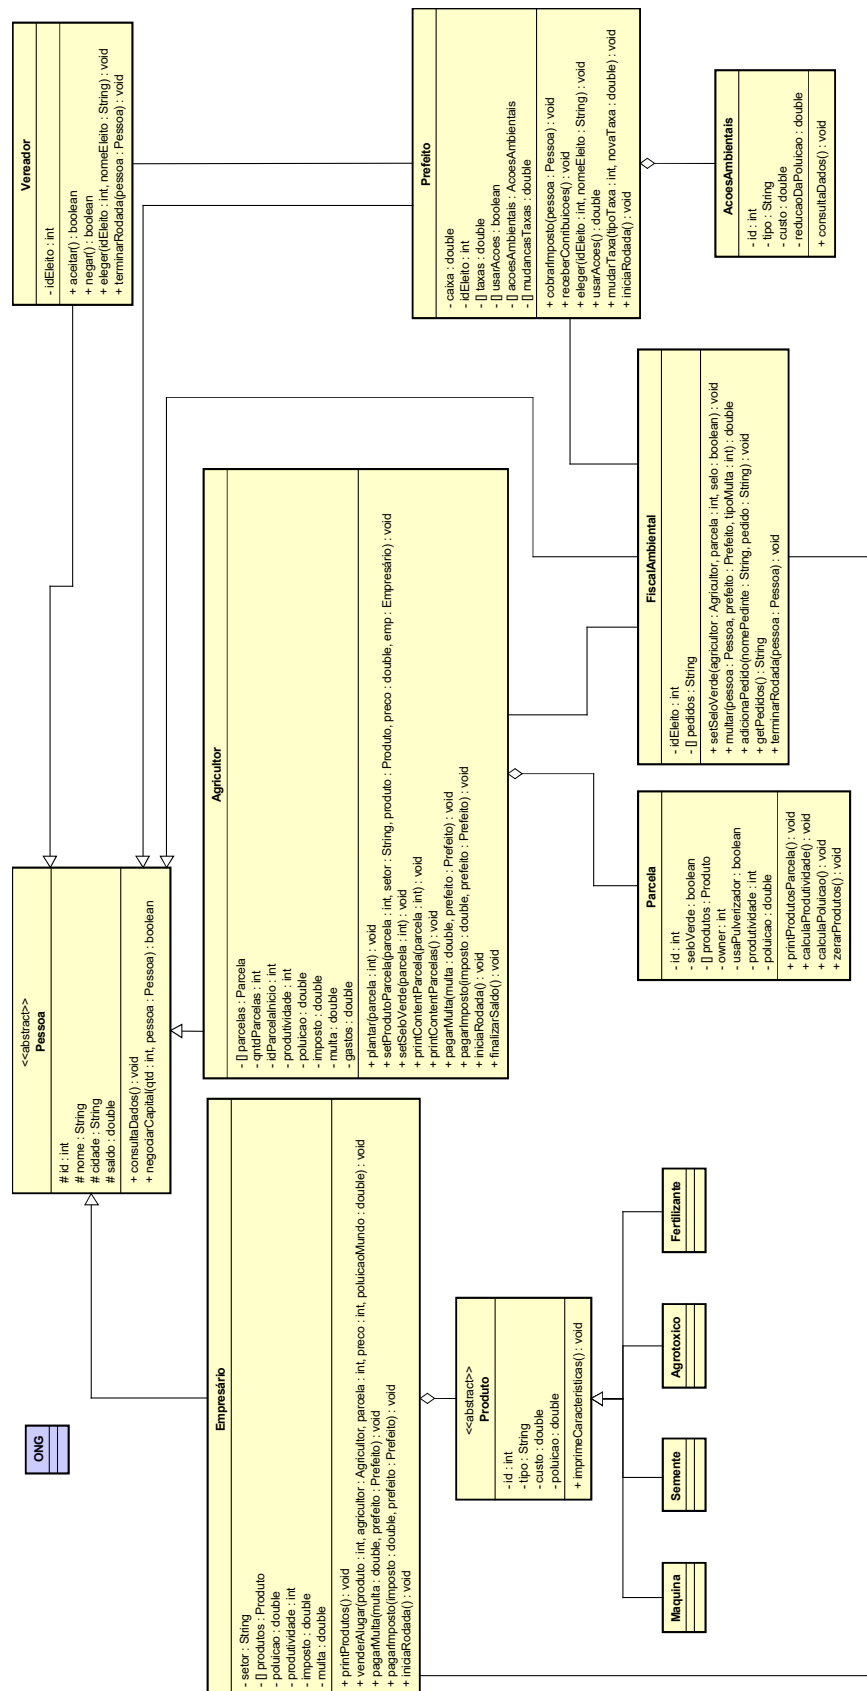 ONG
<<abstract>>
Pessoa
# id : int
# nome : String
# cidade : String
# saldo : double
+ consultaDados() : void
+ negociarCapital(qtd : int, pessoa : Pessoa) : boolean
Vereador
- idEleito : int
+ aceitar() : boolean
+ negar() : boolean
+ eleger(idEleito : int, nomeEleito : String) : void
+ terminarRodada(pessoa : Pessoa) : void
Empresário
- setor : String
- [] produtos : Produto
- poluicao : double
- produtividade : int
- imposto : double
- multa : double
+ printProdutos() : void
+ venderAlugar(produto : int, agricultor : Agricultor, parcela : int, preco : int, poluicaoMundo : double) : void
+ pagarMulta(multa : double, prefeito : Prefeito) : void
+ pagarImposto(imposto : double, prefeito : Prefeito) : void
+ iniciaRodada() : void
Agricultor
- [] parcelas : Parcela
- qntdParcelas : int
- idParcelaInicio : int
- produtividade : int
- poluicao : double
- imposto : double
- multa : double
- gastos : double
+ plantar(parcela : int) : void
+ setProdutoParcela(parcela : int, setor : String, produto : Produto, preco : double, emp : Empresário) : void
+ setSeloVerde(parcela : int) : void
+ printContentParcela(parcela : int) : void
+ printContentParcelas() : void
+ pagarMulta(multa : double, prefeito : Prefeito) : void
+ pagarImposto(imposto : double, prefeito : Prefeito) : void
+ iniciaRodada() : void
+ finalizarSaldo() : void
Prefeito
- caixa : double
- idEleito : int
- [] taxas : double
- [] usarAcoes : boolean
- [] acoesAmbientais : AcoesAmbientais
- [] mudancasTaxas : double
+ cobrarImposto(pessoa : Pessoa) : void
+ receberContribuicoes() : void
+ eleger(idEleito : int, nomeEleito : String) : void
+ usarAcoes() : double
+ mudarTaxa(tipoTaxa : int, novaTaxa : double) : void
+ iniciaRodada() : void
<<abstract>>
Produto
- id : int
- tipo : String
- custo : double
- poluicao : double
+ imprimeCaracteristicas() : void
Maquina
Semente
Agrotoxico
Fertilizante
Parcela
- id : int
- seloVerde : boolean
- [] produtos : Produto
- owner : int
- usaPulverizador : boolean
- produtividade : int
- poluicao : double
+ printProdutosParcela() : void
+ calculaProdutividade() : void
+ calculaPoluicao() : void
+ zerarProdutos() : void
FiscalAmbiental
- idEleito : int
- [] pedidos : String
+ setSeloVerde(agricultor : Agricultor, parcela : int, selo : boolean) : void
+ multar(pessoa : Pessoa, prefeito : Prefeito, tipoMulta : int) : double
+ adicionaPedido(nomePedinte : String, pedido : String) : void
+ getPedidos() : String
+ terminarRodada(pessoa : Pessoa) : void
AcoesAmbientais
- id : int
- tipo : String
- custo : double
- reducaoDaPoluicao : double
+ consultaDados() : void